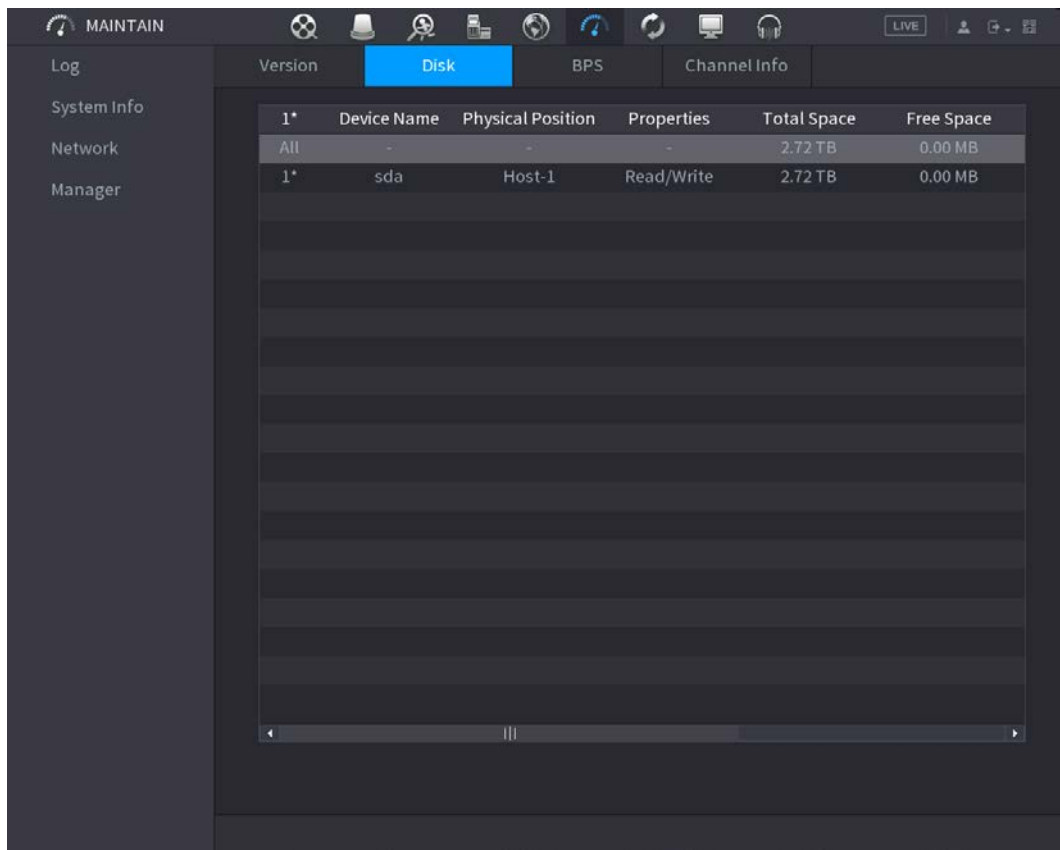 MAINTAIN LIVE
Log
System Info
Network
Manager
Version Disk BPS Channel Info
1* Device Name Physical Position Properties Total Space Free Space
All - - - 2.72 TB 0.00 MB
1* sda Host-1 Read/Write 2.72 TB 0.00 MB